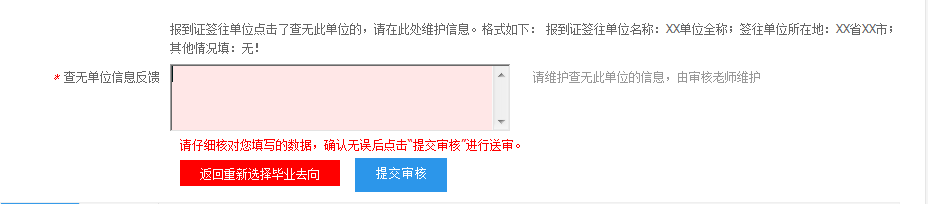 报到证签往单位点击了查无此单位的，请在此处维护信息。格式如下： 报到证签往单位名称：XX单位全称；签往单位所在地：XX省XX市；
其他情况填：无！
* 查无单位信息反馈
请维护查无此单位的信息，由审核老师维护
请仔细核对您填写的数据，确认无误后点击“提交审核”进行送审。
返回重新选择毕业去向
提交审核